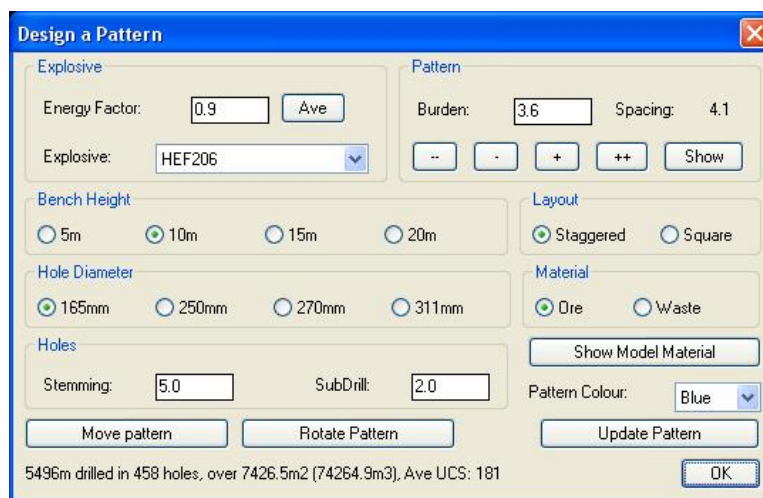 Design a Pattern
Explosive
Energy Factor: 0.9 Ave
Explosive: HEF206
Pattern
Burden: 3.6 Spacing: 4.1
-- - + ++ Show
Bench Height
5m 10m 15m 20m
Layout
Staggered Square
Hole Diameter
165mm 250mm 270mm 311mm
Material
Ore Waste
Holes
Stemming: 5.0 SubDrill: 2.0
Show Model Material
Pattern Colour: Blue
Move pattern Rotate Pattern Update Pattern
5496m drilled in 458 holes, over 7426.5m2 (74264.9m3), Ave UCS: 181 OK